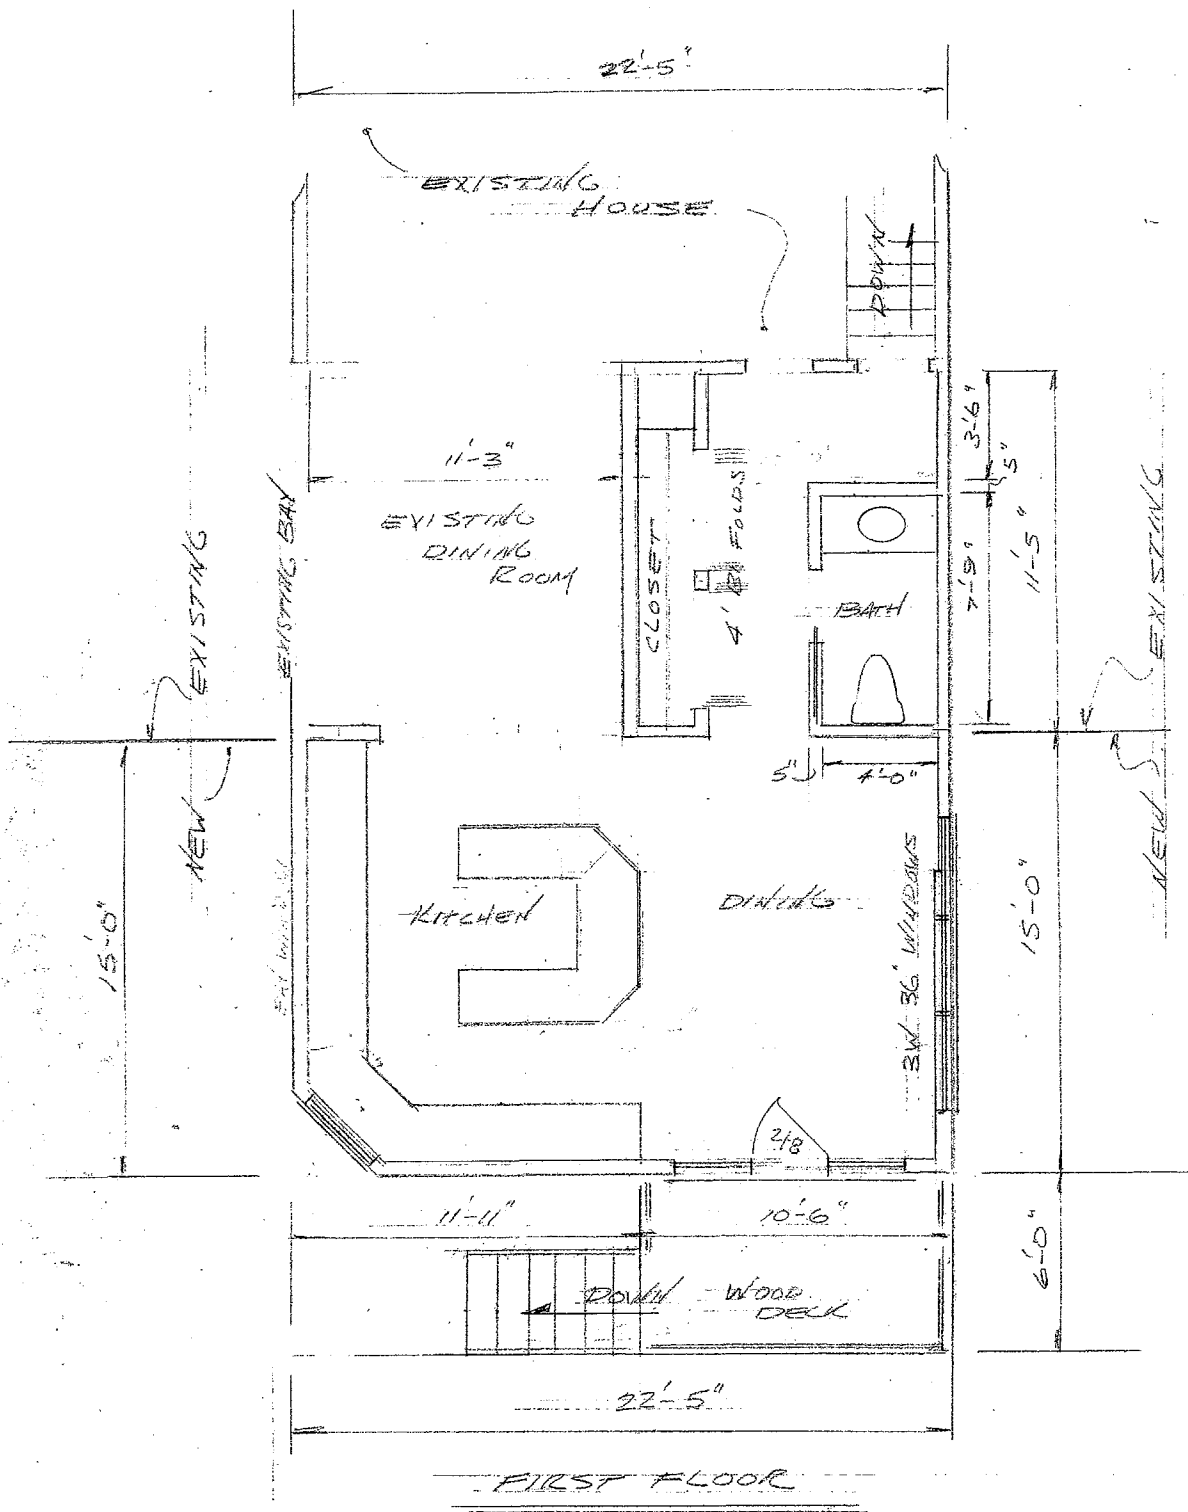 22'-5"
EXISTING
HOUSE
DOWN
11'-3"
3'-6"
5"
EXISTING
DINING
ROOM
EXISTING BAY
CLOSET
4' BI FOLDS
BATH
7'-9"
11'-5"
EXISTING
EXISTING
NEW
NEW
5"
4'-0"
15'-0"
KITCHEN
DINING
3W 36" WINDOWS
15'-0"
2/8
11'-11"
10'-6"
6'-0"
DOWN
WOOD
DECK
22'-5"
FIRST FLOOR